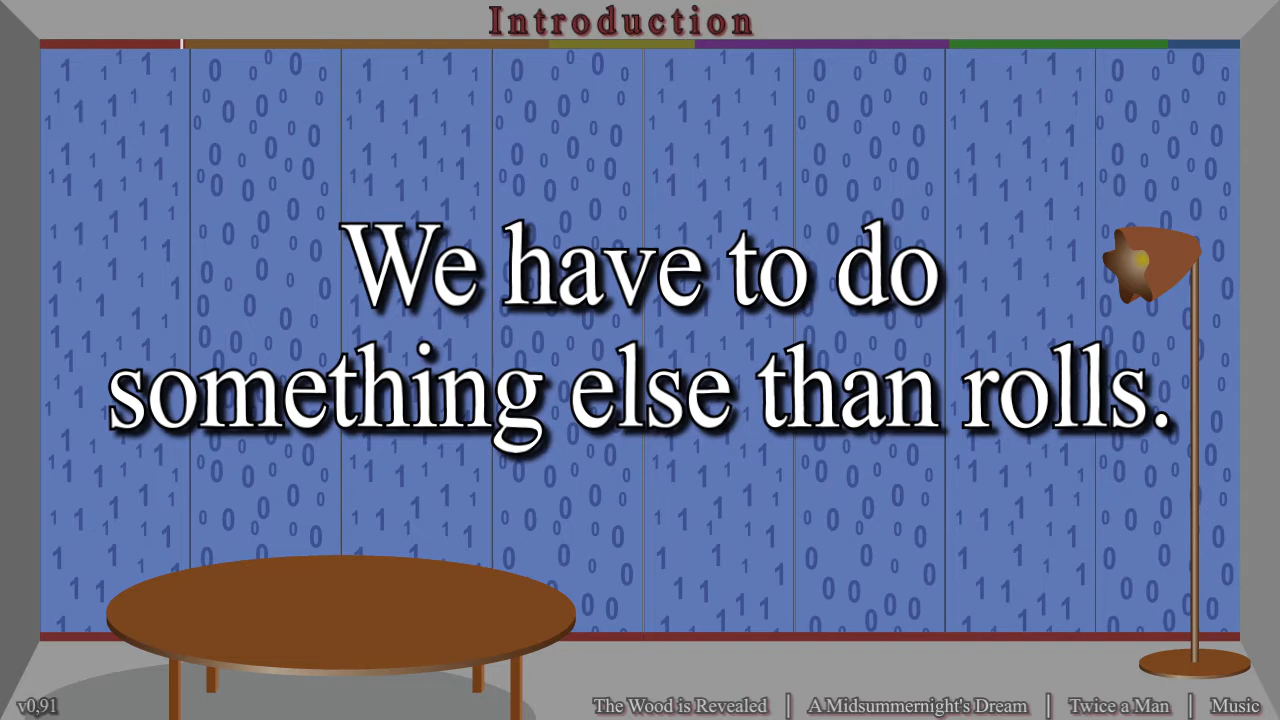 Introduction
We have to do
something else than rolls.
v0,91
The Wood is Revealed | A Midsummernight's Dream | Twice a Man | Music